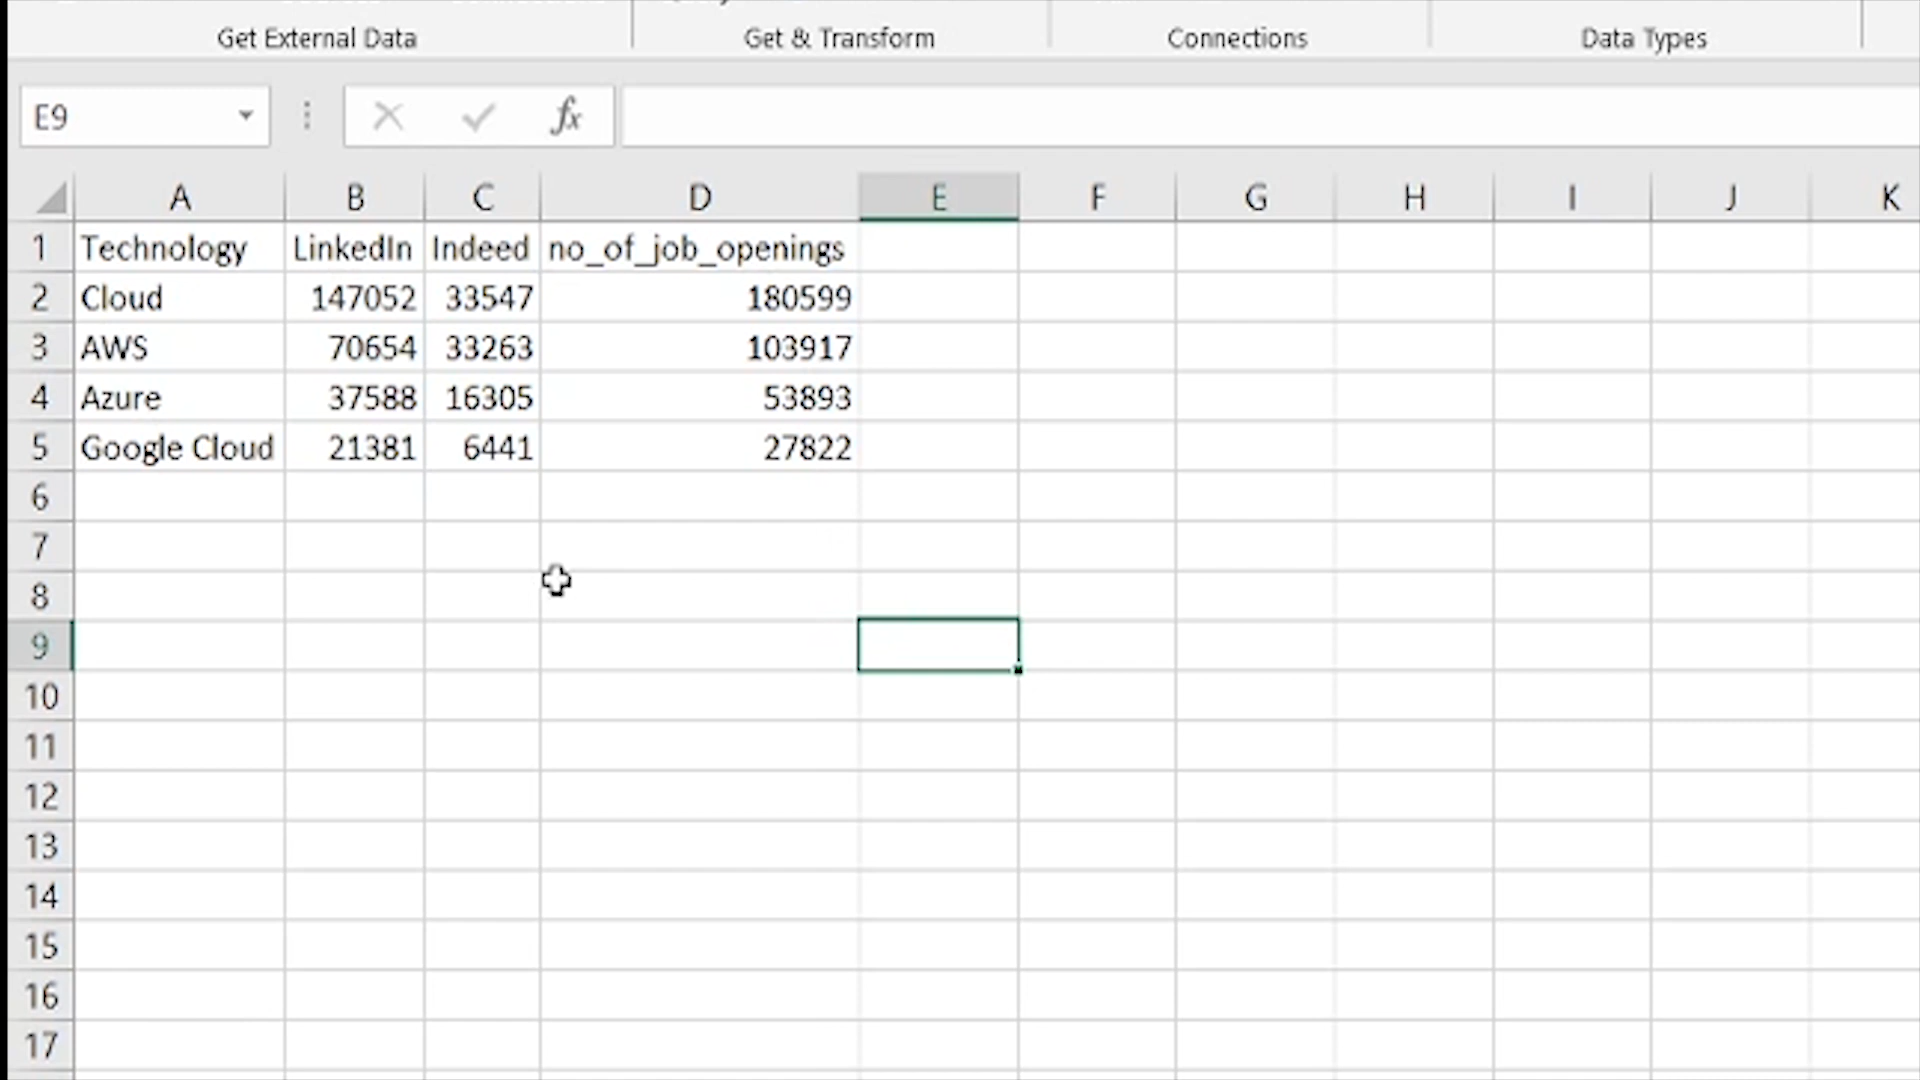 Get External Data Get & Transform Connections Data Types
E9 fx
A B C D E F G H I J K
1 Technology LinkedIn Indeed no_of_job_openings
2 Cloud 147052 33547 180599
3 AWS 70654 33263 103917
4 Azure 37588 16305 53893
5 Google Cloud 21381 6441 27822
6
7
8
9
10
11
12
13
14
15
16
17